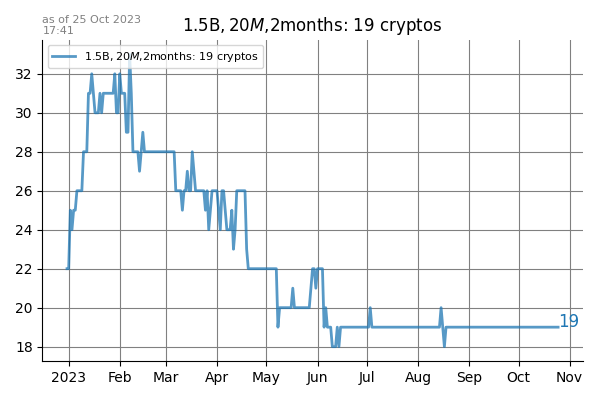 as of 25 Oct 2023
17:41
1.5B, 20M,2months: 19 cryptos
1.5B, 20M,2months: 19 cryptos
32
30
28
26
24
22
20
18
19
2023 Feb Mar Apr May Jun Jul Aug Sep Oct Nov